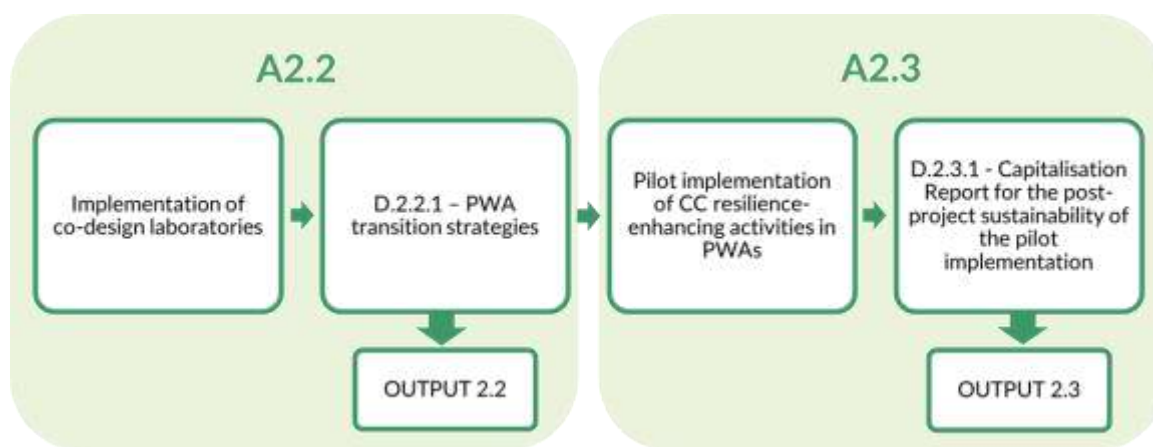 A2.2
Implementation of
co-design laboratories
D.2.2.1 – PWA
transition strategies
OUTPUT 2.2
A2.3
Pilot implementation
of CC resilience-
enhancing activities in
PWAs
D.2.3.1 - Capitalisation
Report for the post-
project sustainability of
the pilot
implementation
OUTPUT 2.3